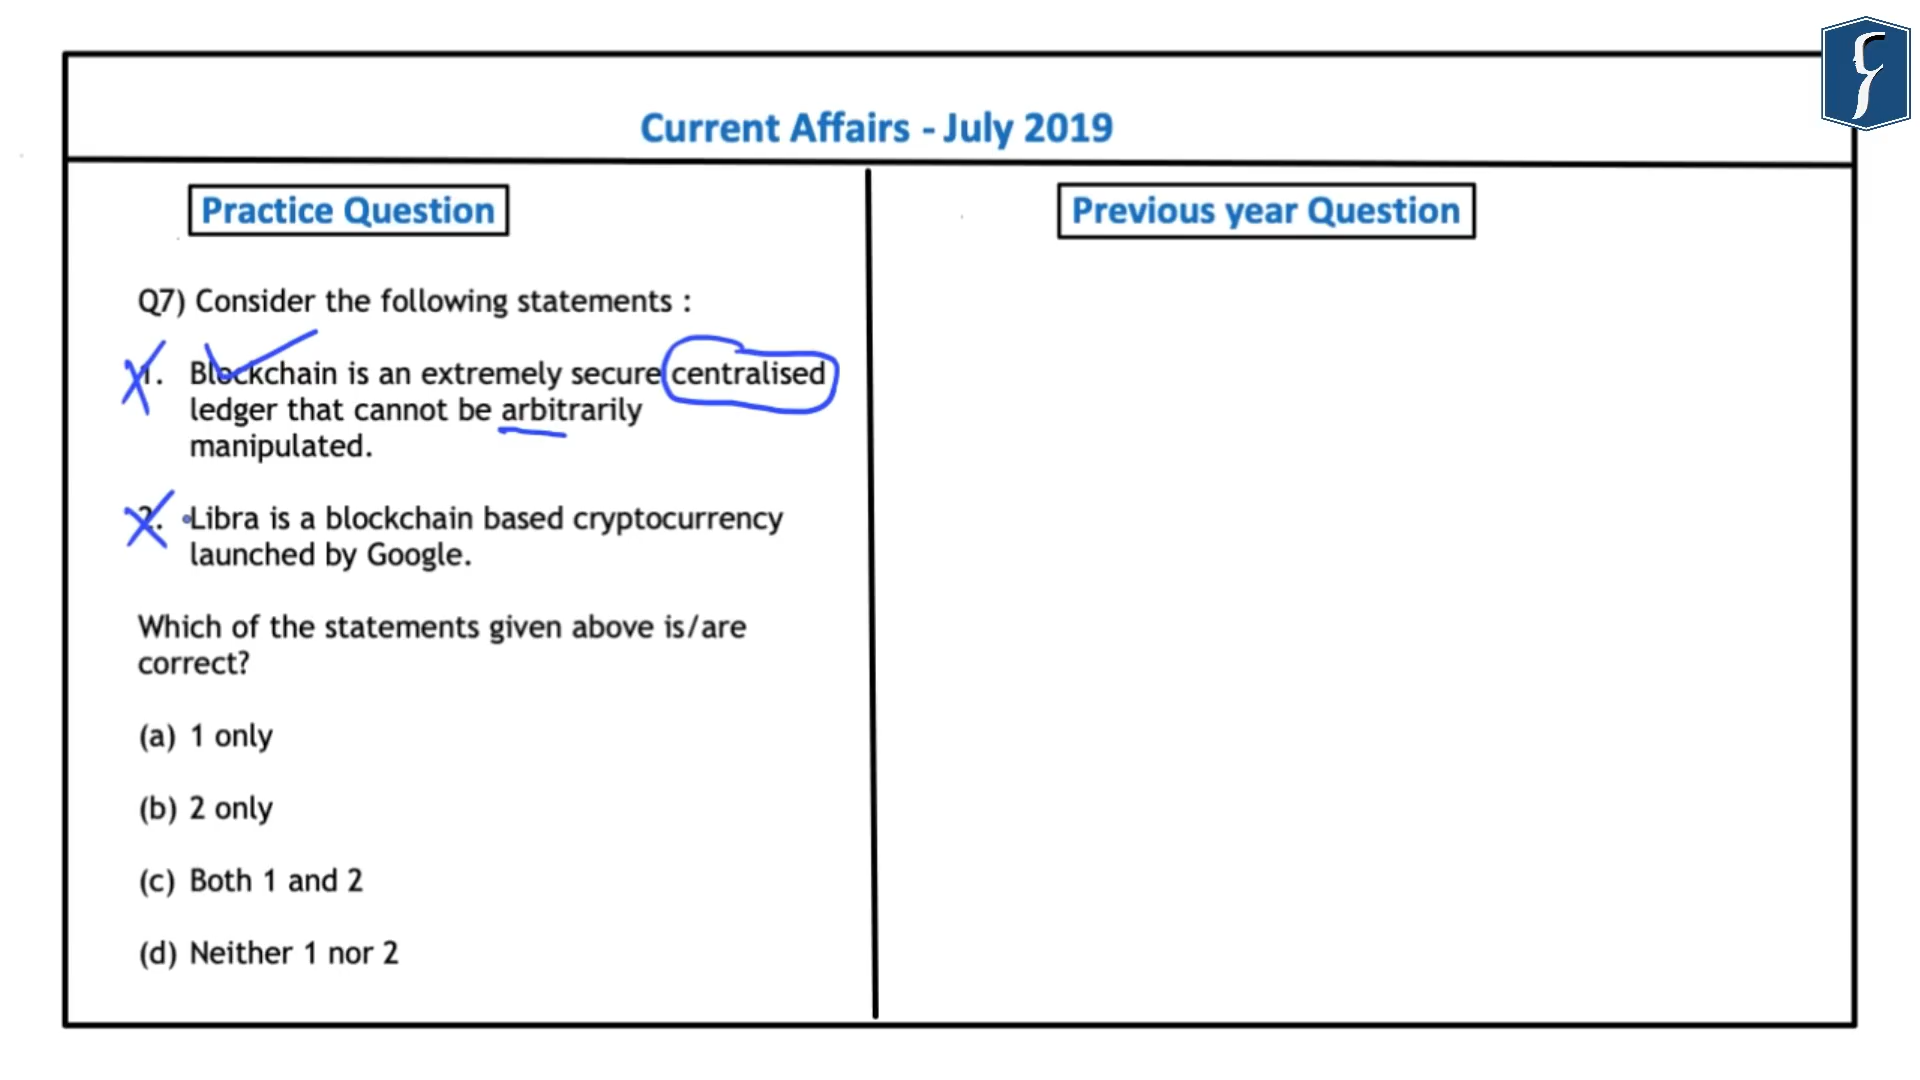 Current Affairs - July 2019
Practice Question
Q7) Consider the following statements :
1. Blockchain is an extremely secure centralised
ledger that cannot be arbitrarily
manipulated.
2. Libra is a blockchain based cryptocurrency
launched by Google.
Which of the statements given above is/are
correct?
(a) 1 only
(b) 2 only
(c) Both 1 and 2
(d) Neither 1 nor 2
Previous year Question